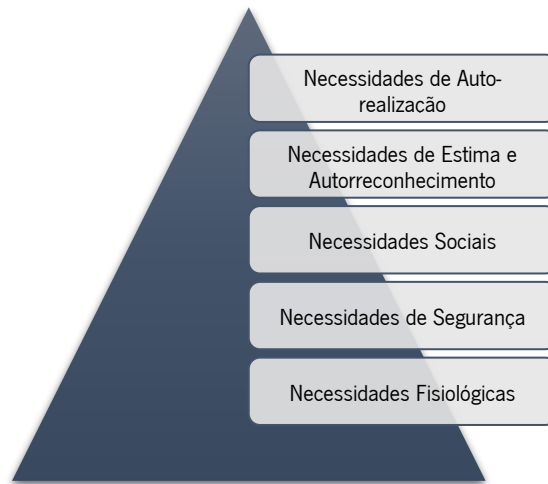 Necessidades de Auto-
realização
Necessidades de Estima e
Autorreconhecimento
Necessidades Sociais
Necessidades de Segurança
Necessidades Fisiológicas